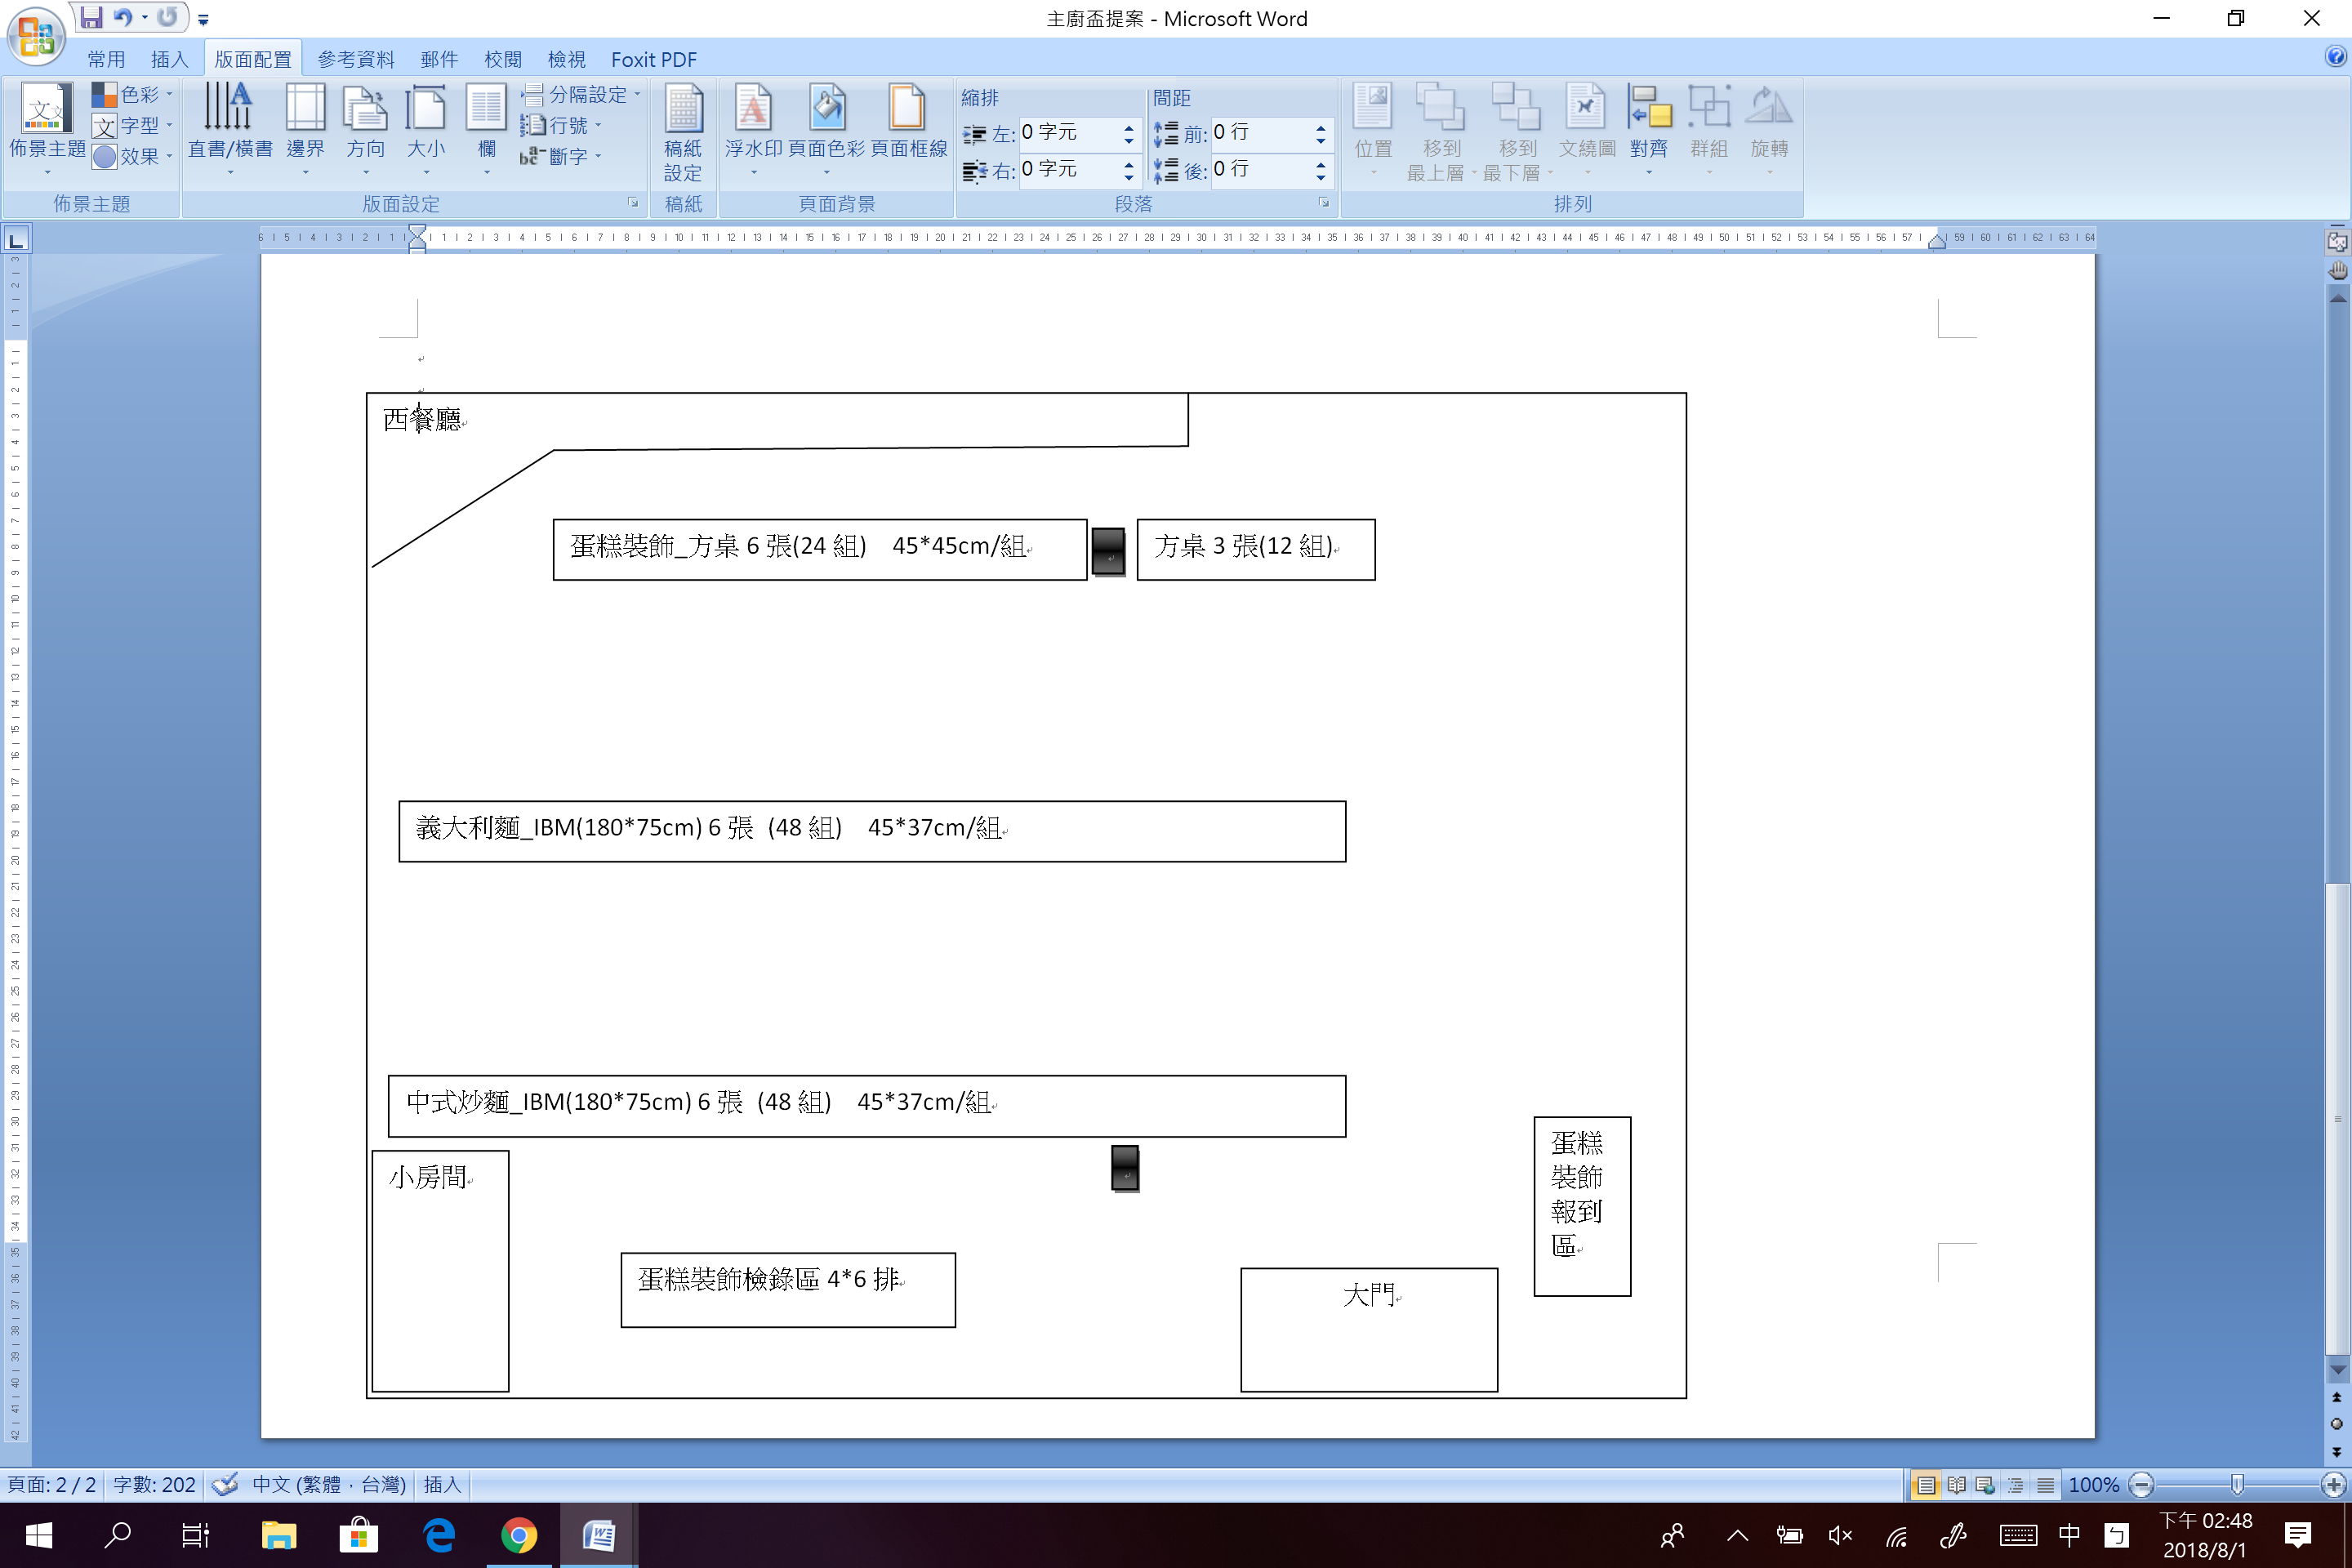 主廚盃提案 - Microsoft Word
常用 插入 版面配置 參考資料 郵件 校閱 檢視 Foxit PDF
佈景主題 色彩 字型 效果
直書/橫書 邊界 方向 大小 欄 分隔設定 行號 斷字
稿紙
設定
浮水印 頁面色彩 頁面框線
縮排 間距
左: 0 字元 前: 0 行
右: 0 字元 後: 0 行
位置 移到
最上層 移到
最下層 文繞圖 對齊 群組 旋轉
佈景主題 版面設定 稿紙 頁面背景 段落 排列
西餐廳
蛋糕裝飾_方桌 6 張(24 組) 45*45cm/組
方桌 3 張(12 組)
義大利麵_IBM(180*75cm) 6 張 (48 組) 45*37cm/組
中式炒麵_IBM(180*75cm) 6 張 (48 組) 45*37cm/組
小房間
蛋糕
裝飾
報到
區
蛋糕裝飾檢錄區 4*6 排
大門
頁面: 2 / 2 字數: 202 中文 (繁體，台灣) 插入 100%
中 ㄅ 下午 02:48
2018/8/1